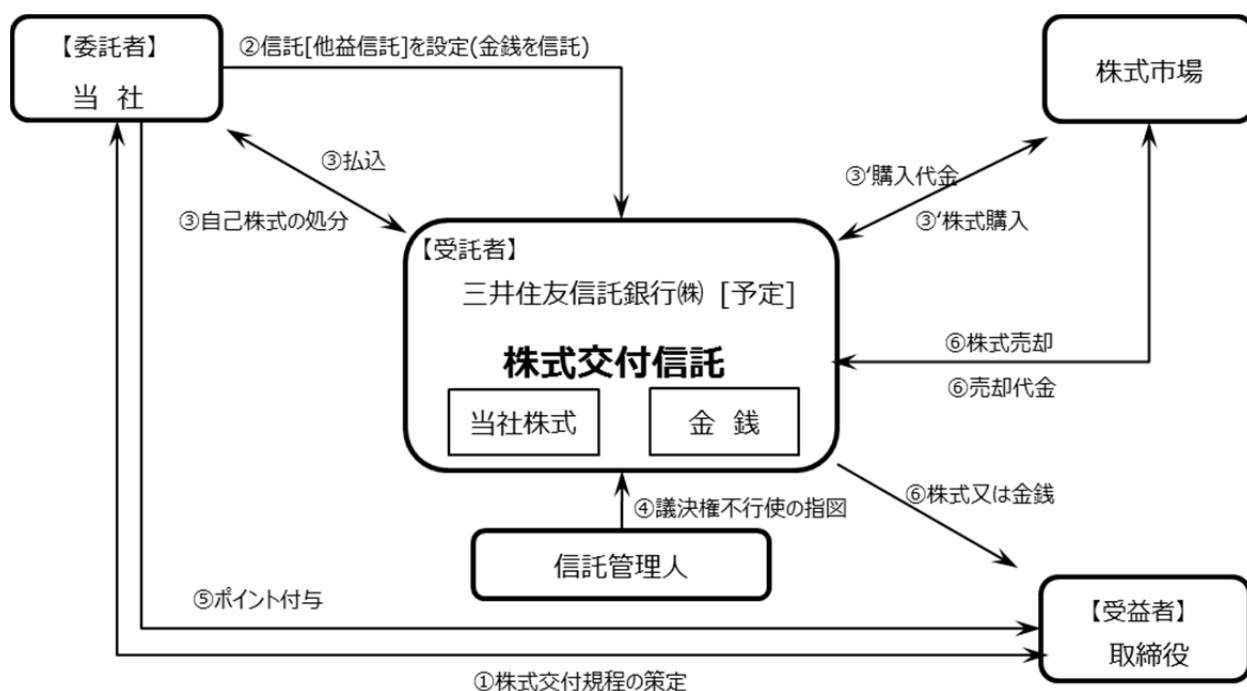 【委託者】
当 社
②信託[他益信託]を設定(金銭を信託)
株式市場
③払込
③自己株式の処分
③‘購入代金
③‘株式購入
【受託者】
三井住友信託銀行㈱ [予定]
株式交付信託
当社株式
金 銭
⑥株式売却
⑥売却代金
④議決権不行使の指図
⑥株式又は金銭
信託管理人
⑤ポイント付与
【受益者】
取締役
①株式交付規程の策定